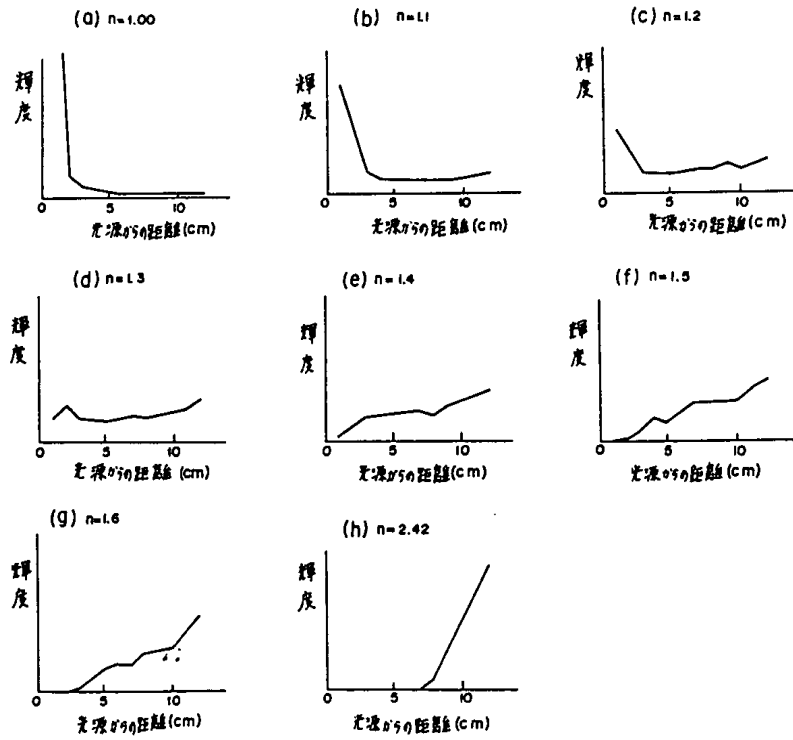 (a) n=1.00
輝度
0 5 10
光源からの距離(cm)
(b) n=1.1
輝度
0 5 10
光源からの距離(cm)
(c) n=1.2
輝度
0 5 10
光源からの距離(cm)
(d) n=1.3
輝度
0 5 10
光源からの距離(cm)
(e) n=1.4
輝度
0 5 10
光源からの距離(cm)
(f) n=1.5
輝度
0 5 10
光源からの距離(cm)
(g) n=1.6
輝度
0 5 10
光源からの距離(cm)
(h) n=2.42
輝度
0 5 10
光源からの距離(cm)